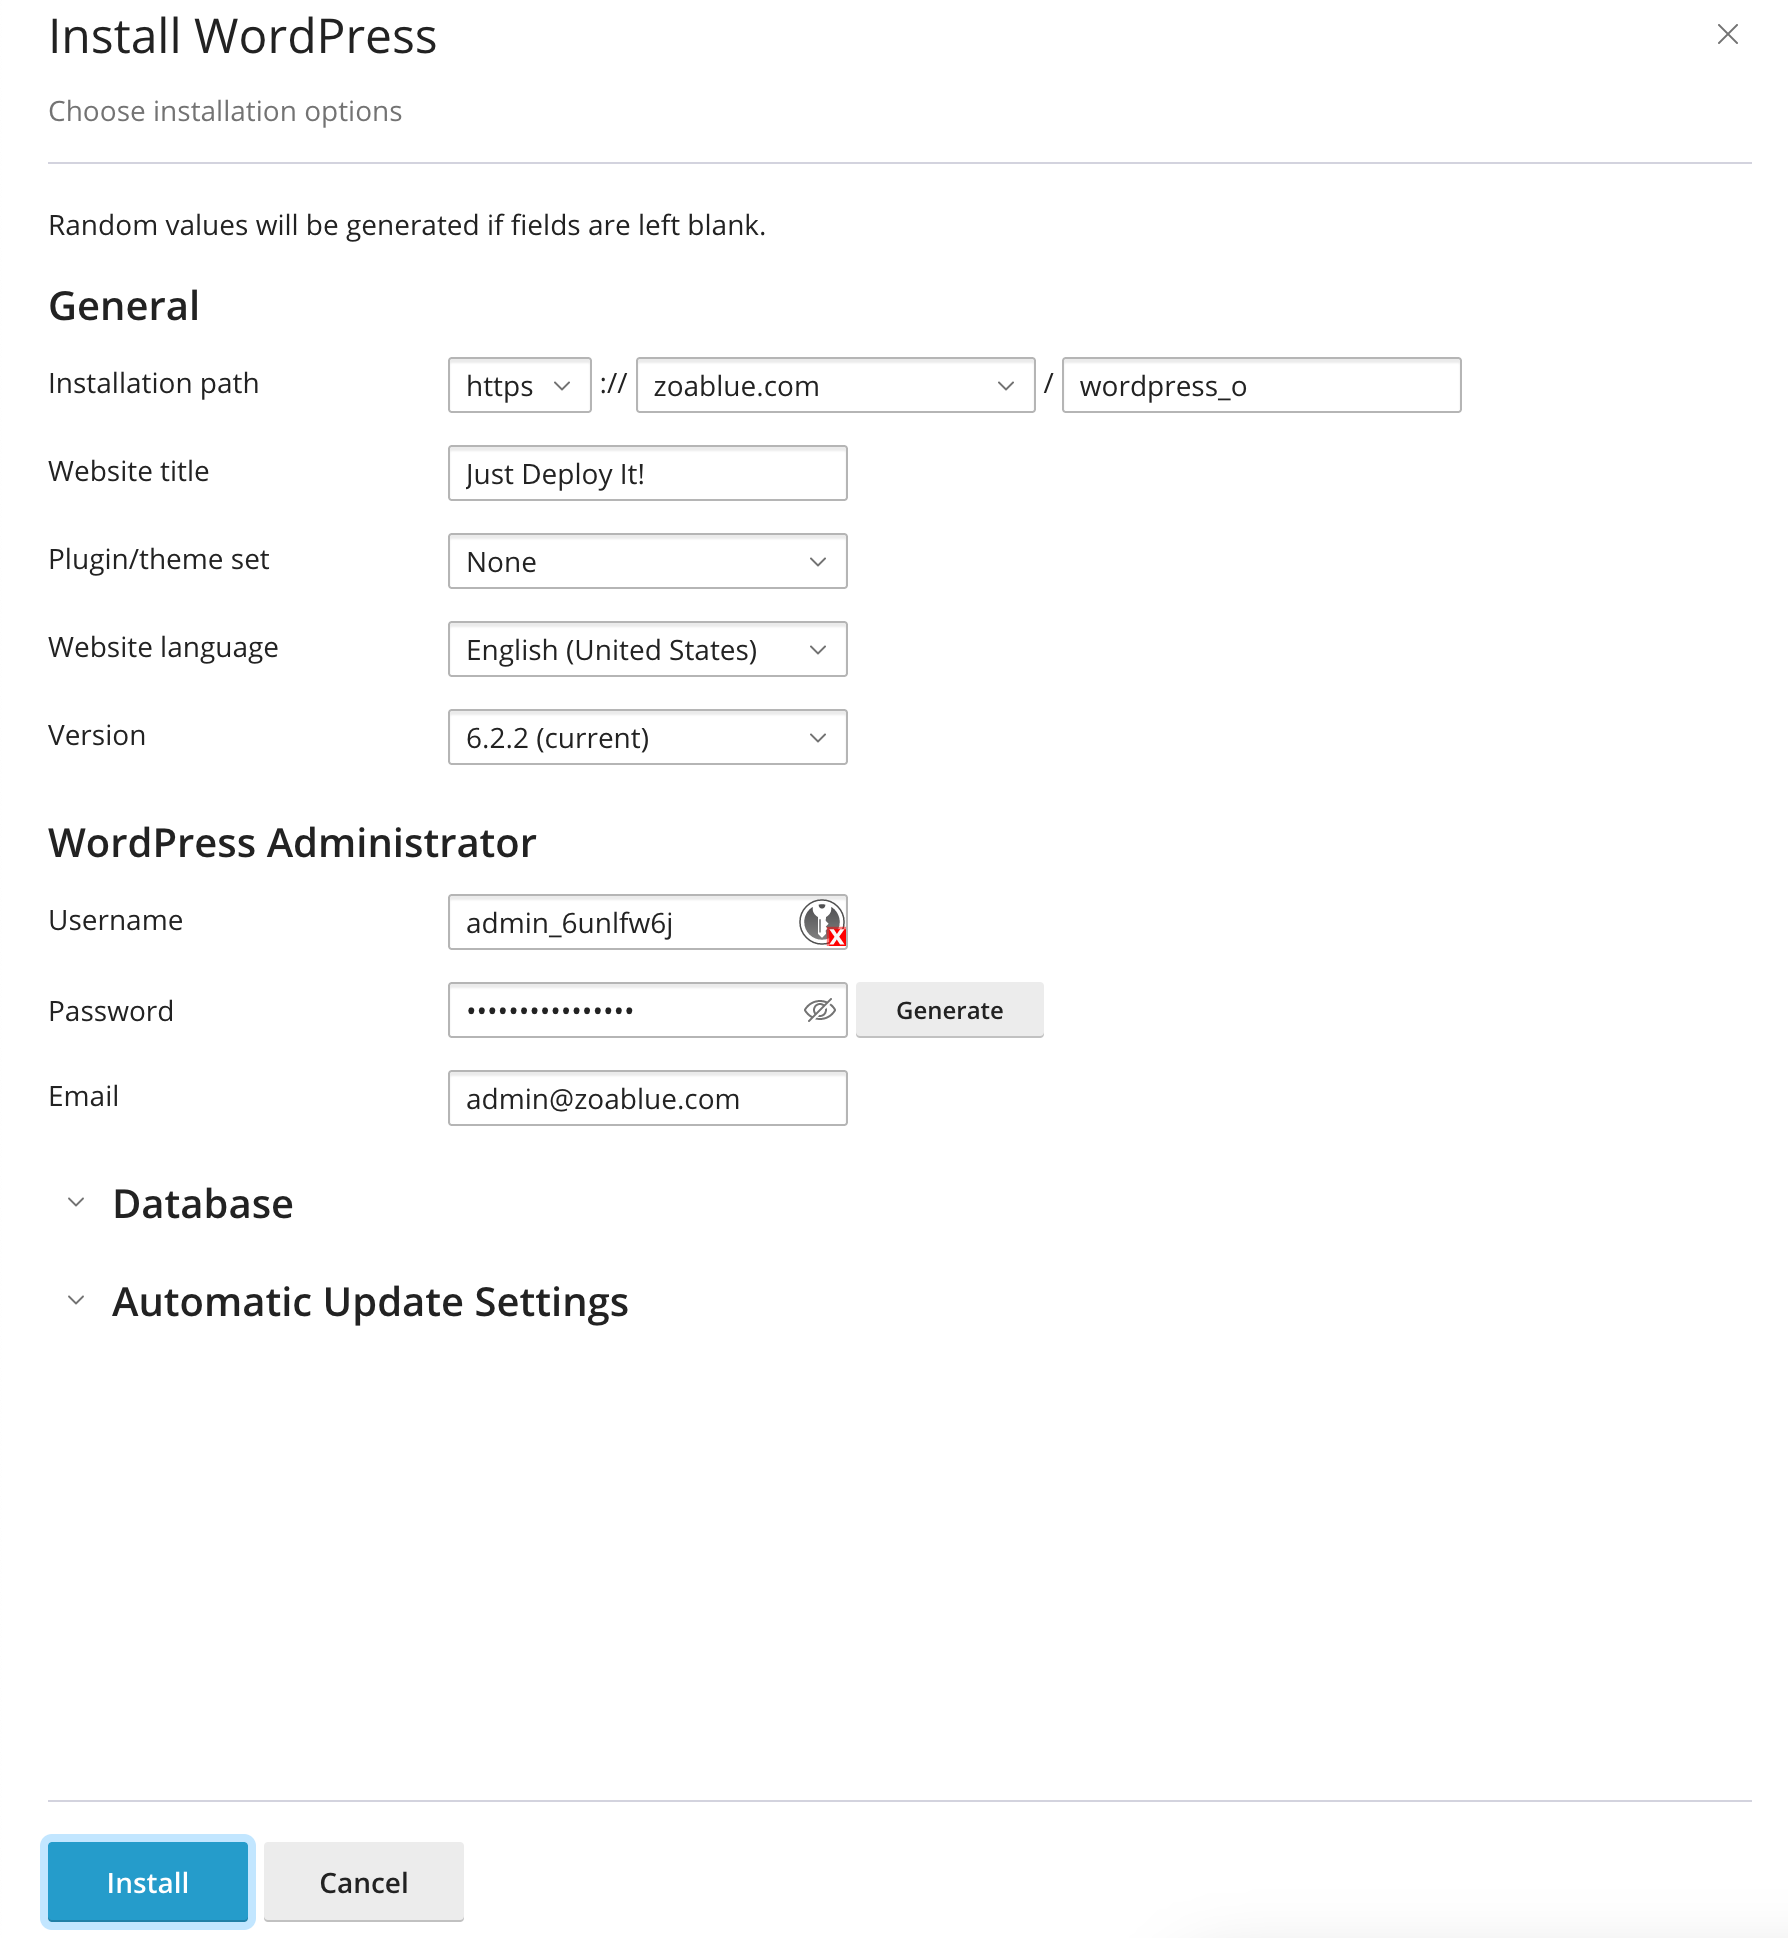 Install WordPress
Choose installation options
Random values will be generated if fields are left blank.
General
Installation path https :// zoablue.com / wordpress_o
Website title Just Deploy It!
Plugin/theme set None
Website language English (United States)
Version 6.2.2 (current)
WordPress Administrator
Username admin_6unlfw6j
Password •••••••••••••••• Generate
Email admin@zoablue.com
Database
Automatic Update Settings
Install Cancel